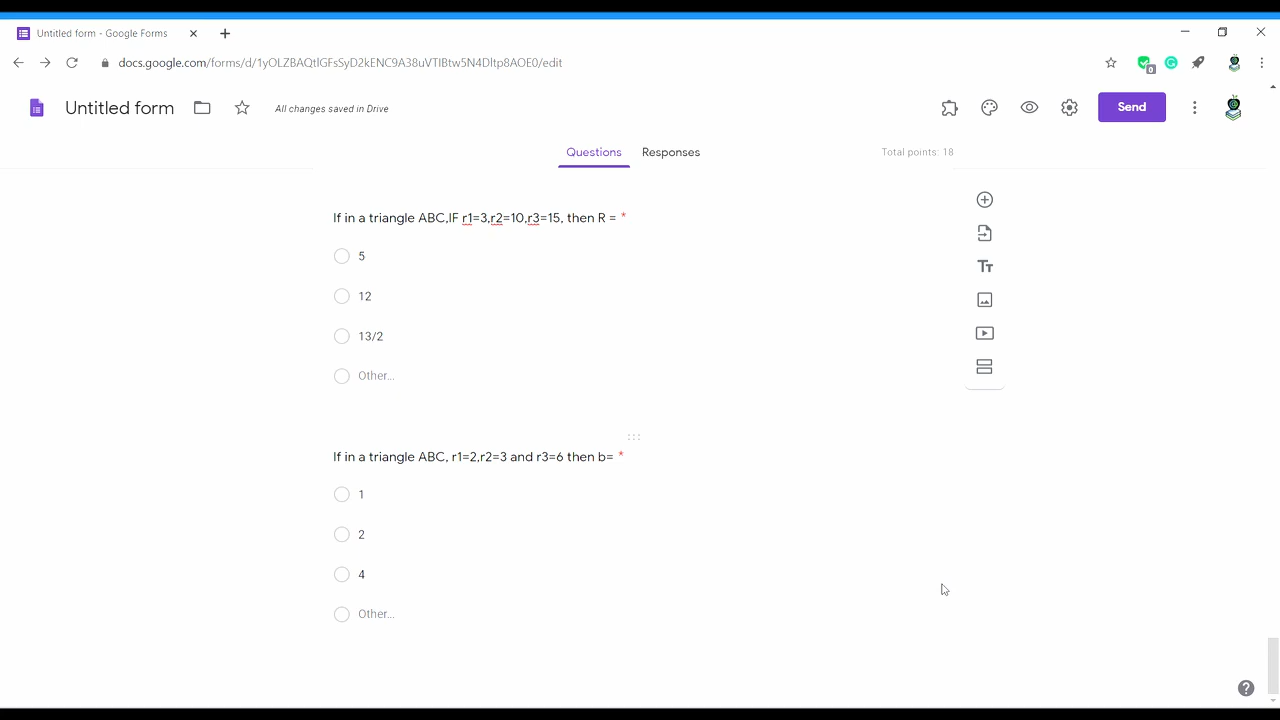 Untitled form - Google Forms
docs.google.com/forms/d/1yOLZBAQtlGFsSyD2kENC9A38uVTlBtw5N4Dltp8AOE0/edit
0
Untitled form
All changes saved in Drive
Send
Questions
Responses
Total points: 18
If in a triangle ABC,IF r1=3,r2=10,r3=15, then R = *
5
12
13/2
Other...
If in a triangle ABC, r1=2,r2=3 and r3=6 then b= *
1
2
4
Other...